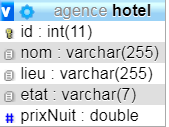 v agence hotel
id : int(11)
nom : varchar(255)
lieu : varchar(255)
etat : varchar(7)
# prixNuit : double